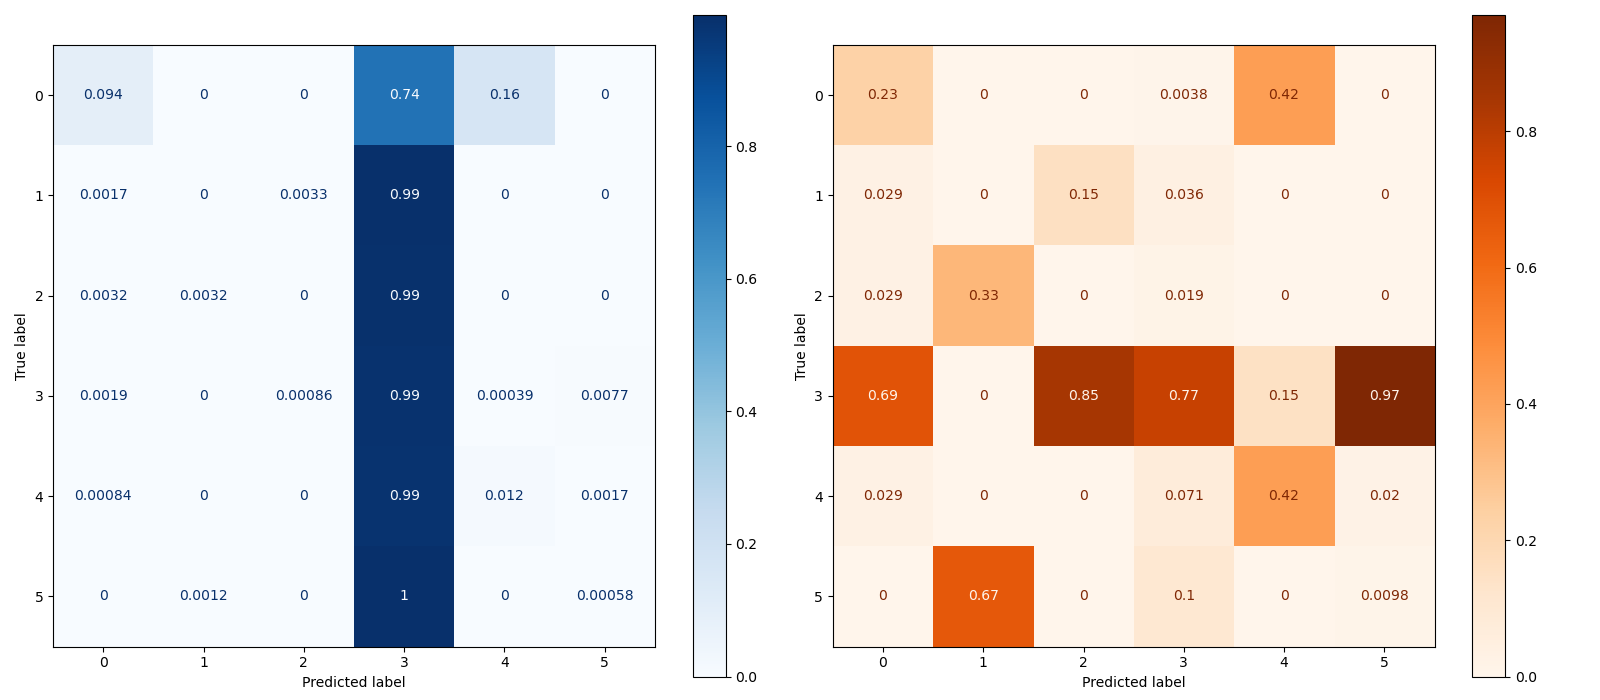 0 0.094 0 0 0.74 0.16 0
1 0.0017 0 0.0033 0.99 0 0
2 0.0032 0.0032 0 0.99 0 0
3 0.0019 0 0.00086 0.99 0.00039 0.0077
4 0.00084 0 0 0.99 0.012 0.0017
5 0 0.0012 0 1 0 0.00058
0 1 2 3 4 5
Predicted label
True label
0.8
0.6
0.4
0.2
0.0
0 0.23 0 0 0.0038 0.42 0
1 0.029 0 0.15 0.036 0 0
2 0.029 0.33 0 0.019 0 0
3 0.69 0 0.85 0.77 0.15 0.97
4 0.029 0 0 0.071 0.42 0.02
5 0 0.67 0 0.1 0 0.0098
0 1 2 3 4 5
Predicted label
True label
0.8
0.6
0.4
0.2
0.0